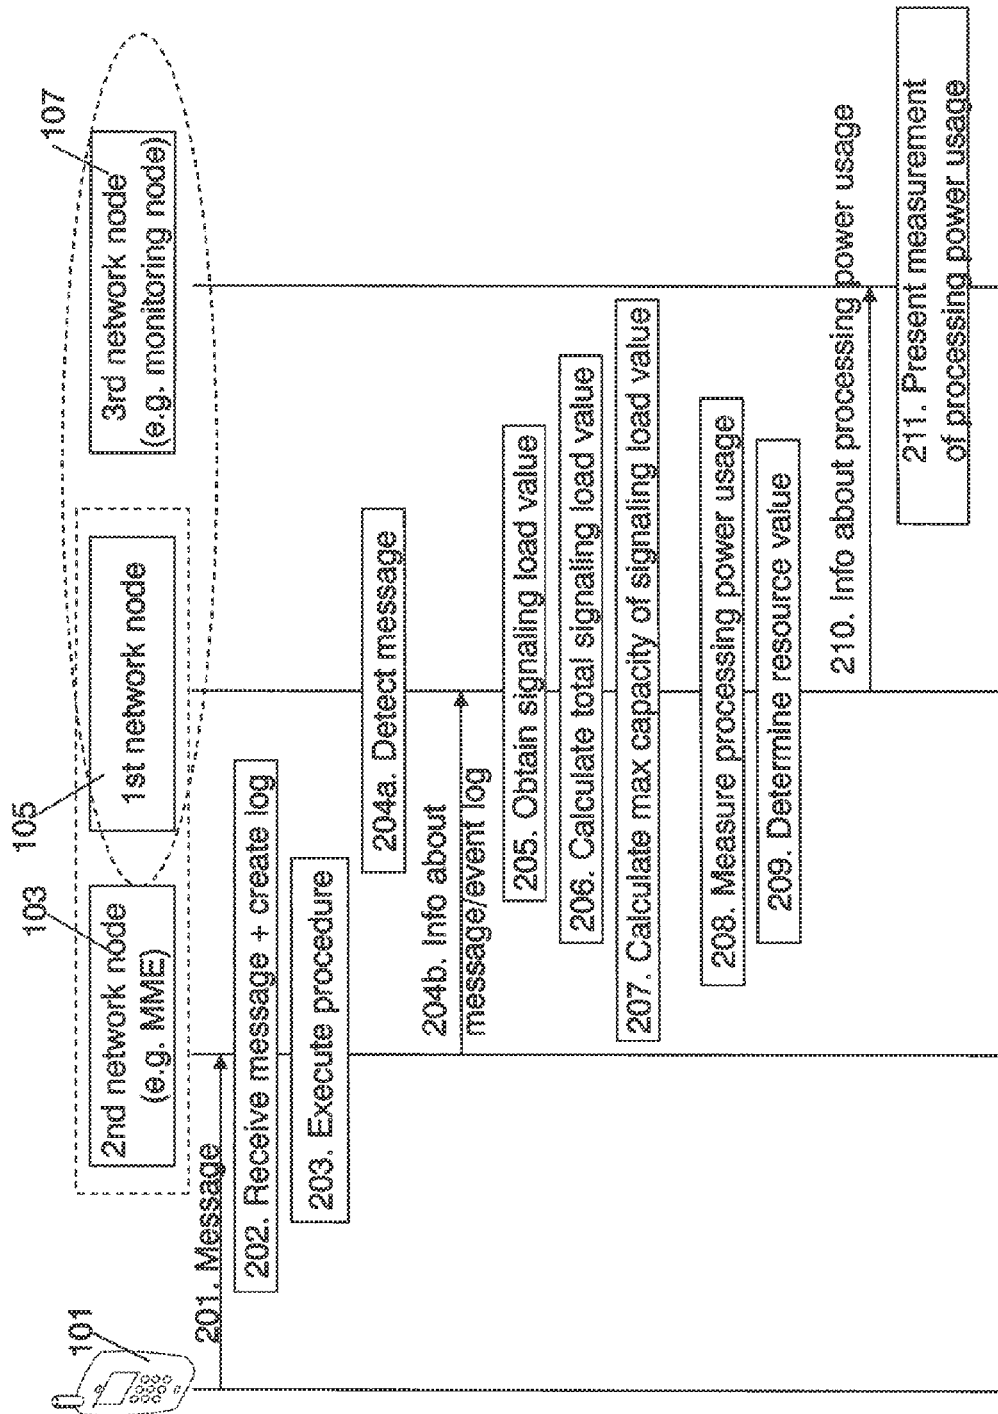 101
103
105
107
2nd network node
(e.g. MME)
1st network node
3rd network node
(e.g. monitoring node)
201. Message
202. Receive message + create log
203. Execute procedure
204a. Detect message
204b. Info about
message/event log
205. Obtain signaling load value
206. Calculate total signaling load value
207. Calculate max capacity of signaling load value
208. Measure processing power usage
209. Determine resource value
210. Info about processing power usage
211. Present measurement
of processing power usage